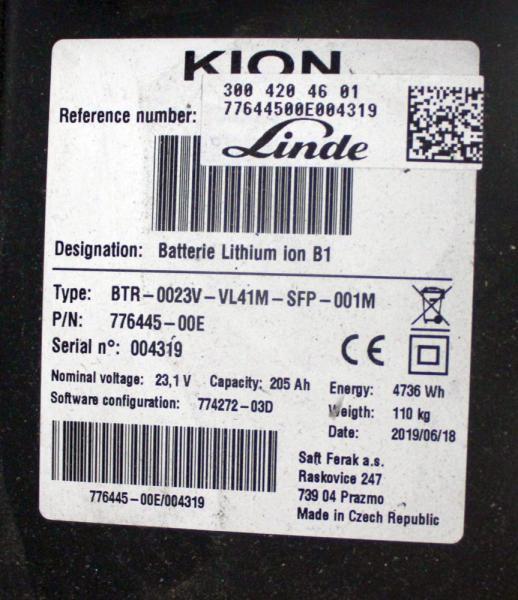 KION
300 420 4601
77644500E004319
Reference number:
Linde
Designation: Batterie Lithium ion B1
Type: BTR-0023V-VL41M-SFP-001M
P/N: 776445-00E
Serial n°: 004319
CE
Nominal voltage: 23,1 V Capacity: 205 Ah Energy: 4736 Wh
Software configuration: 774272-03D Weigth: 110 kg
Date: 2019/06/18
Saft Ferak a.s.
Raskovice 247
739 04 Prazmo
Made in Czech Republic
776445-00E/004319